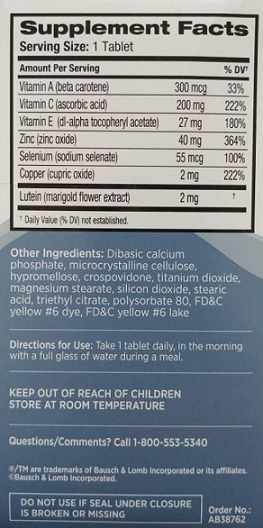 Supplement Facts
Serving Size: 1 Tablet
Amount Per Serving % DV†
Vitamin A (beta carotene) 300 mcg 33%
Vitamin C (ascorbic acid) 200 mg 222%
Vitamin E (dl-alpha tocopheryl acetate) 27 mg 180%
Zinc (zinc oxide) 40 mg 364%
Selenium (sodium selenate) 55 mcg 100%
Copper (cupric oxide) 2 mg 222%
Lutein (marigold flower extract) 2 mg †
† Daily Value (% DV) not established.
Other Ingredients: Dibasic calcium
phosphate, microcrystalline cellulose,
hypromellose, crospovidone, titanium dioxide,
magnesium stearate, silicon dioxide, stearic
acid, triethyl citrate, polysorbate 80, FD&C
yellow #6 dye, FD&C yellow #6 lake
Directions for Use: Take 1 tablet daily, in the morning
with a full glass of water during a meal.
KEEP OUT OF REACH OF CHILDREN
STORE AT ROOM TEMPERATURE
Questions/Comments? Call 1-800-553-5340
®/TM are trademarks of Bausch & Lomb Incorporated or its affiliates.
©Bausch & Lomb Incorporated.
DO NOT USE IF SEAL UNDER CLOSURE
IS BROKEN OR MISSING
Order No.:
AB38762